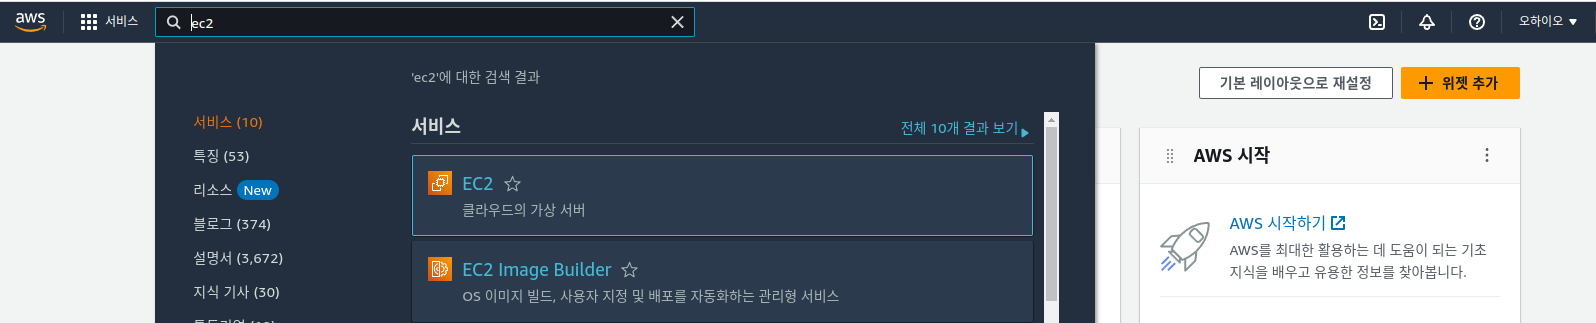 aws
서비스
ec2
오하이오
'ec2'에 대한 검색 결과
기본 레이아웃으로 재설정
위젯 추가
서비스 (10)
특징 (53)
리소스 New
블로그 (374)
설명서 (3,672)
지식 기사 (30)
서비스
전체 10개 결과 보기
EC2
클라우드의 가상 서버
EC2 Image Builder
OS 이미지 빌드, 사용자 지정 및 배포를 자동화하는 관리형 서비스
AWS 시작
AWS 시작하기
AWS를 최대한 활용하는 데 도움이 되는 기초
지식을 배우고 유용한 정보를 찾아봅니다.